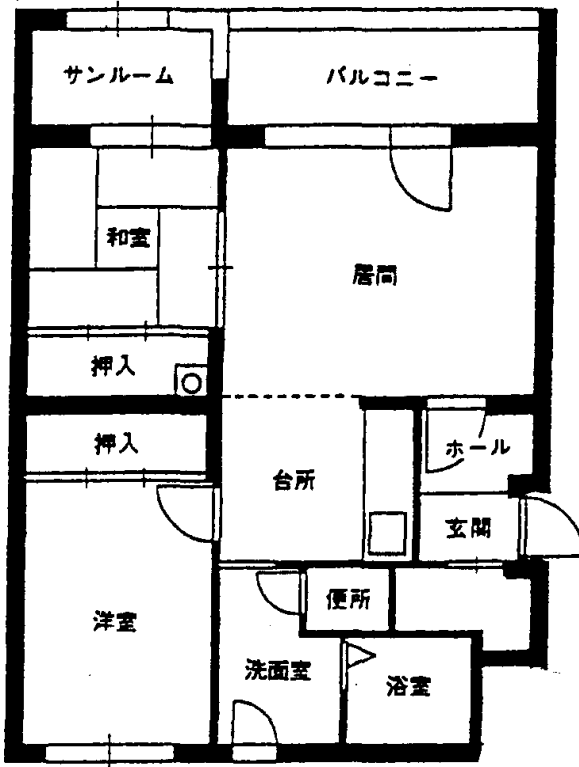 サンルーム
バルコニー
和室
居間
押入
押入
ホール
台所
玄関
便所
洋室
洗面室
浴室